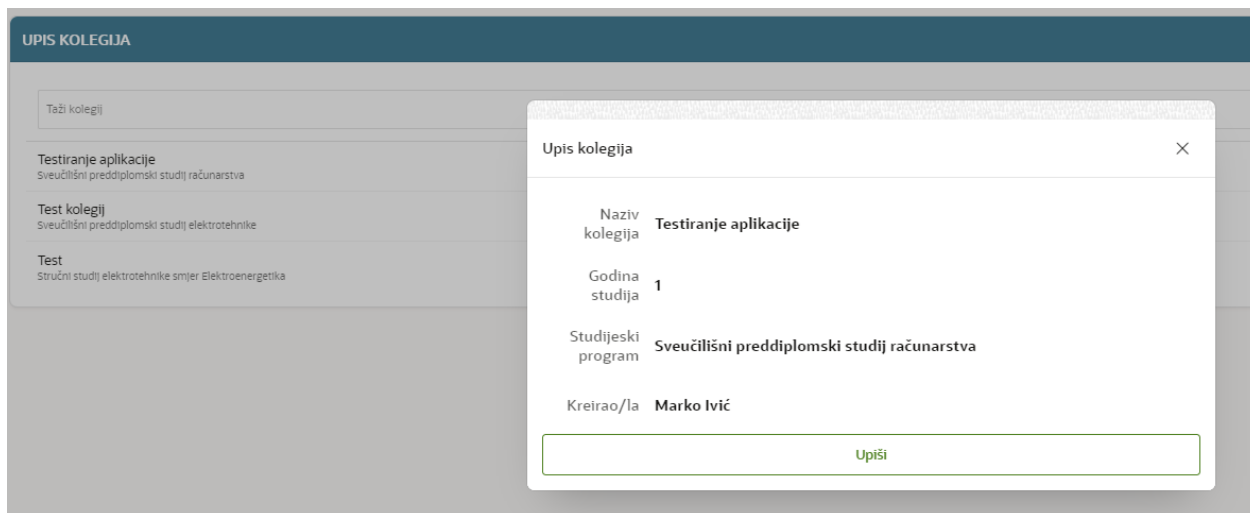 UPIS KOLEGIJA
Taži kolegij
Testiranje aplikacije
Sveučilišni preddiplomski studij računarstva
Test kolegij
Sveučilišni preddiplomski studij elektrotehnike
Test
Stručni studij elektrotehnike smjer Elektroenergetika
Upis kolegija
Naziv
kolegija
Testiranje aplikacije
Godina
studija
1
Studijeski
program
Sveučilišni preddiplomski studij računarstva
Kreirao/la
Marko Ivić
Upiši